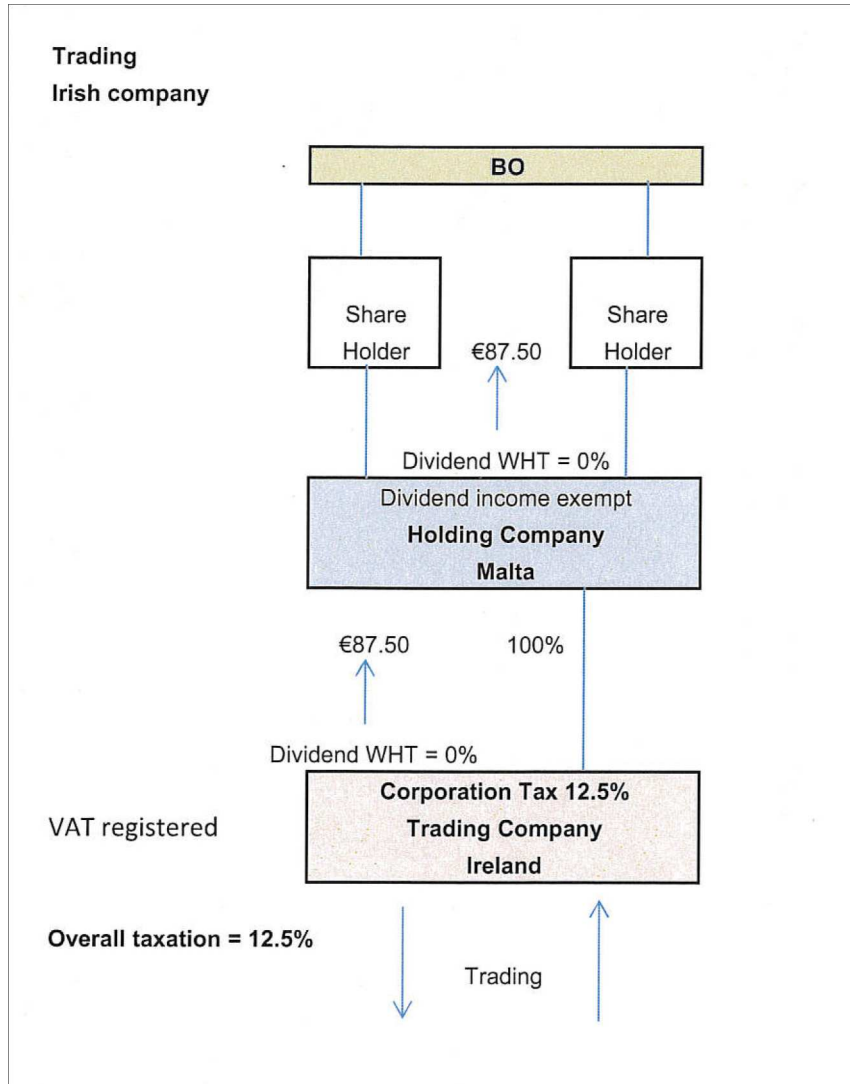 Trading
Irish company
BO
Share
Holder
€87.50
Share
Holder
Dividend WHT = 0%
Dividend income exempt
Holding Company
Malta
€87.50
100%
Dividend WHT = 0%
Corporation Tax 12.5%
Trading Company
Ireland
VAT registered
Overall taxation = 12.5%
Trading